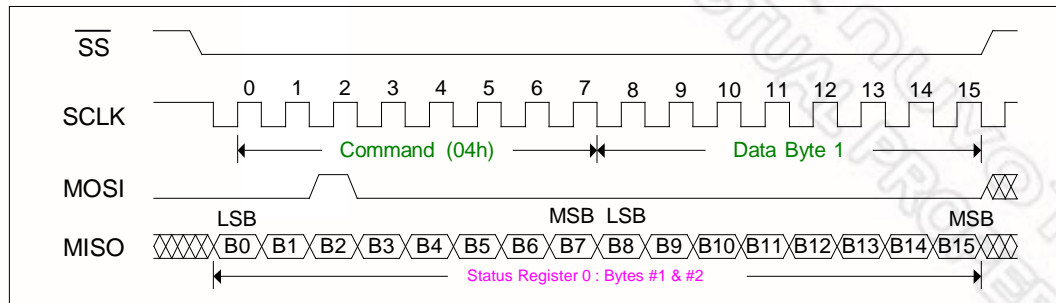 SS
0 1 2 3 4 5 6 7 8 9 10 11 12 13 14 15
SCLK
Command (04h) Data Byte 1
MOSI
LSB MSB LSB MSB
MISO B0 B1 B2 B3 B4 B5 B6 B7 B8 B9 B10 B11 B12 B13 B14 B15
Status Register 0 : Bytes #1 & #2